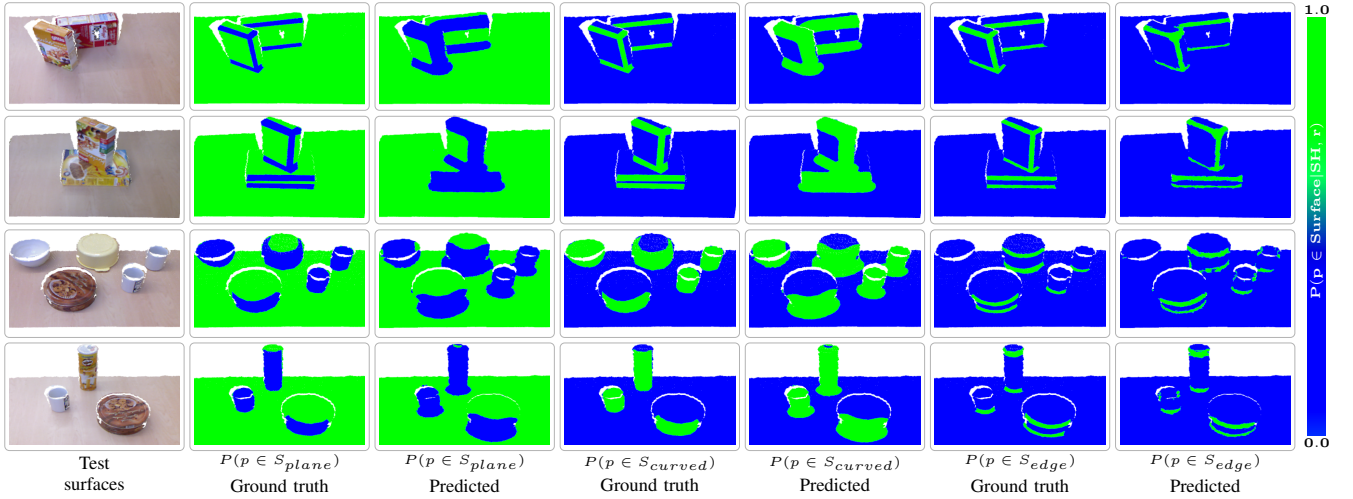 1.0
P(p ∈ Surface|SH, r)
0.0
P(p ∈ S_plane) P(p ∈ S_plane) P(p ∈ S_curved) P(p ∈ S_curved) P(p ∈ S_edge) P(p ∈ S_edge)
Test
surfaces
Ground truth Predicted Ground truth Predicted Ground truth Predicted